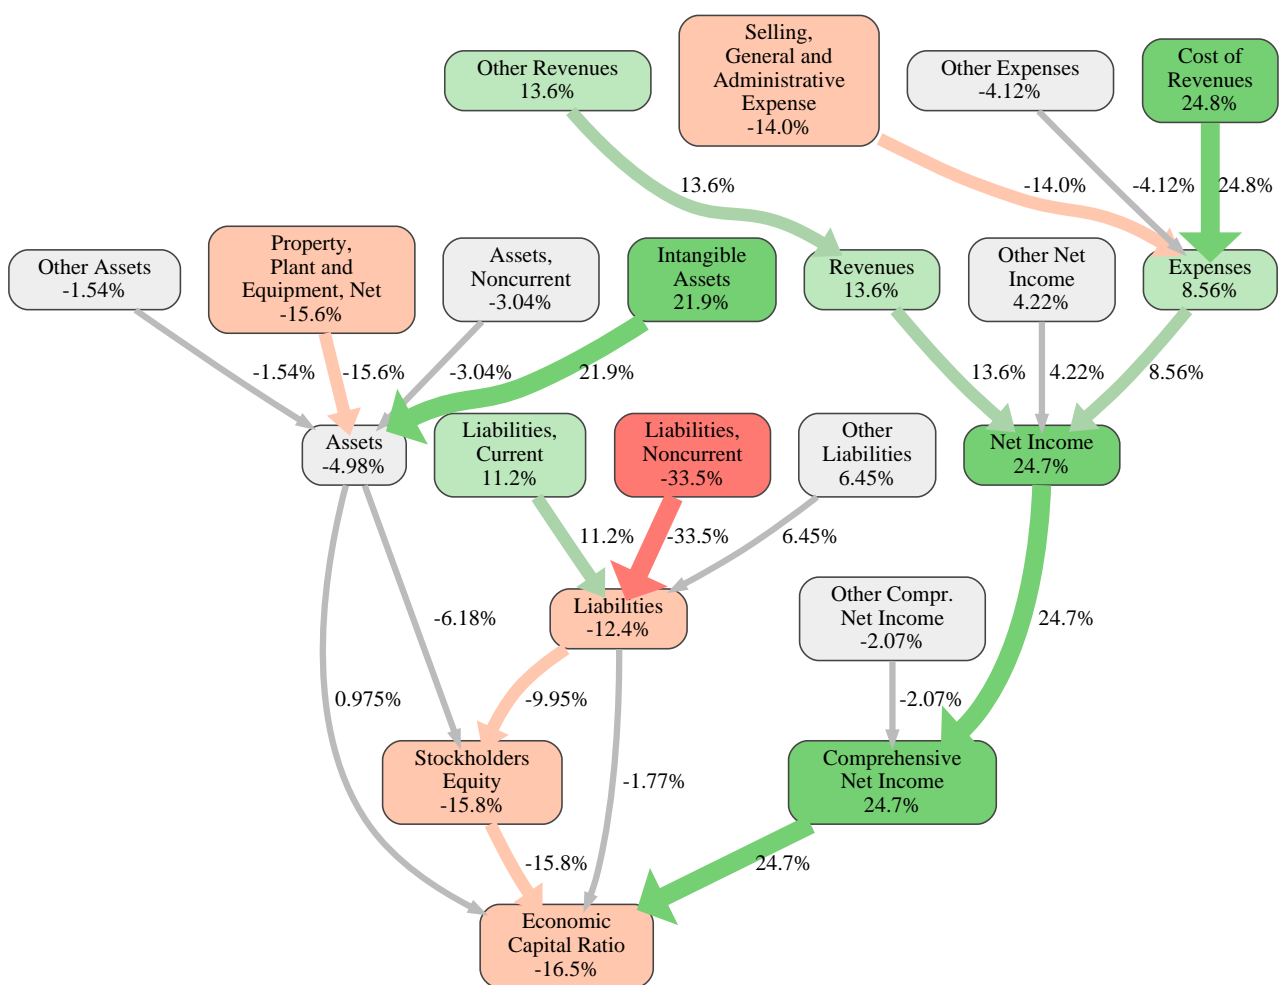 Selling,
General and
Administrative
Expense
-14.0%
Other Revenues
13.6%
Other Expenses
-4.12%
Cost of
Revenues
24.8%
13.6%
-14.0%
-4.12%
24.8%
Other Assets
-1.54%
Property,
Plant and
Equipment, Net
-15.6%
Assets,
Noncurrent
-3.04%
Intangible
Assets
21.9%
Revenues
13.6%
Other Net
Income
4.22%
Expenses
8.56%
-1.54%
-15.6%
-3.04%
21.9%
13.6%
4.22%
8.56%
Assets
-4.98%
Liabilities,
Current
11.2%
Liabilities,
Noncurrent
-33.5%
Other
Liabilities
6.45%
Net Income
24.7%
11.2%
-33.5%
6.45%
Liabilities
-12.4%
Other Compr.
Net Income
-2.07%
-6.18%
24.7%
0.975%
-9.95%
-2.07%
Stockholders
Equity
-15.8%
-1.77%
Comprehensive
Net Income
24.7%
-15.8%
24.7%
Economic
Capital Ratio
-16.5%